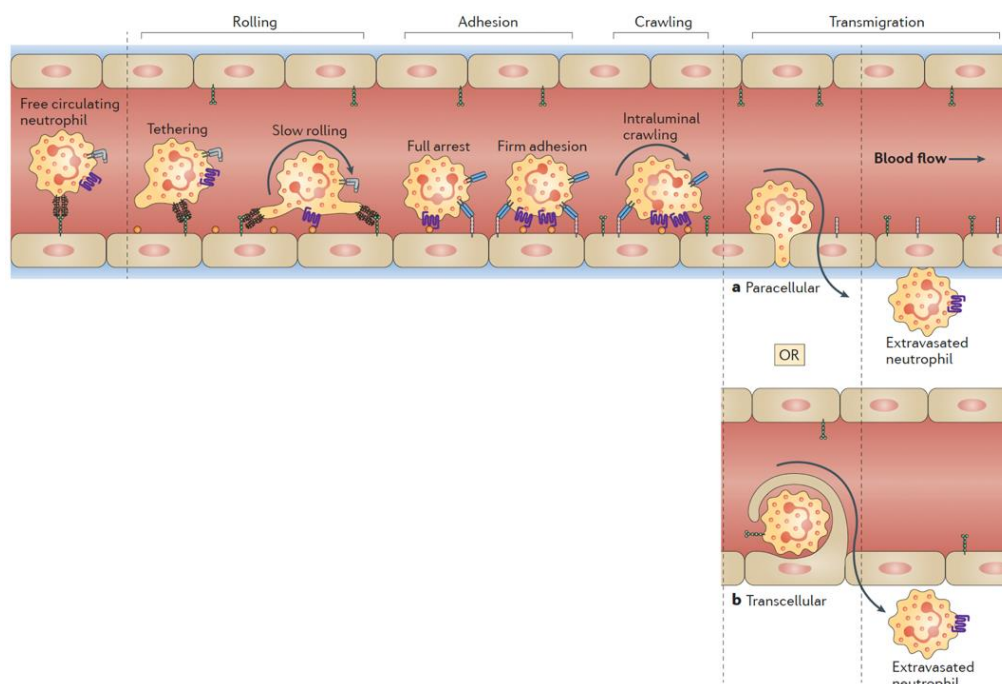 Rolling
Adhesion
Crawling
Transmigration
Free circulating
neutrophil
Tethering
Slow rolling
Full arrest
Firm adhesion
Intraluminal
crawling
Blood flow
a Paracellular
Extravasated
neutrophil
OR
b Transcellular
Extravasated
neutrophil